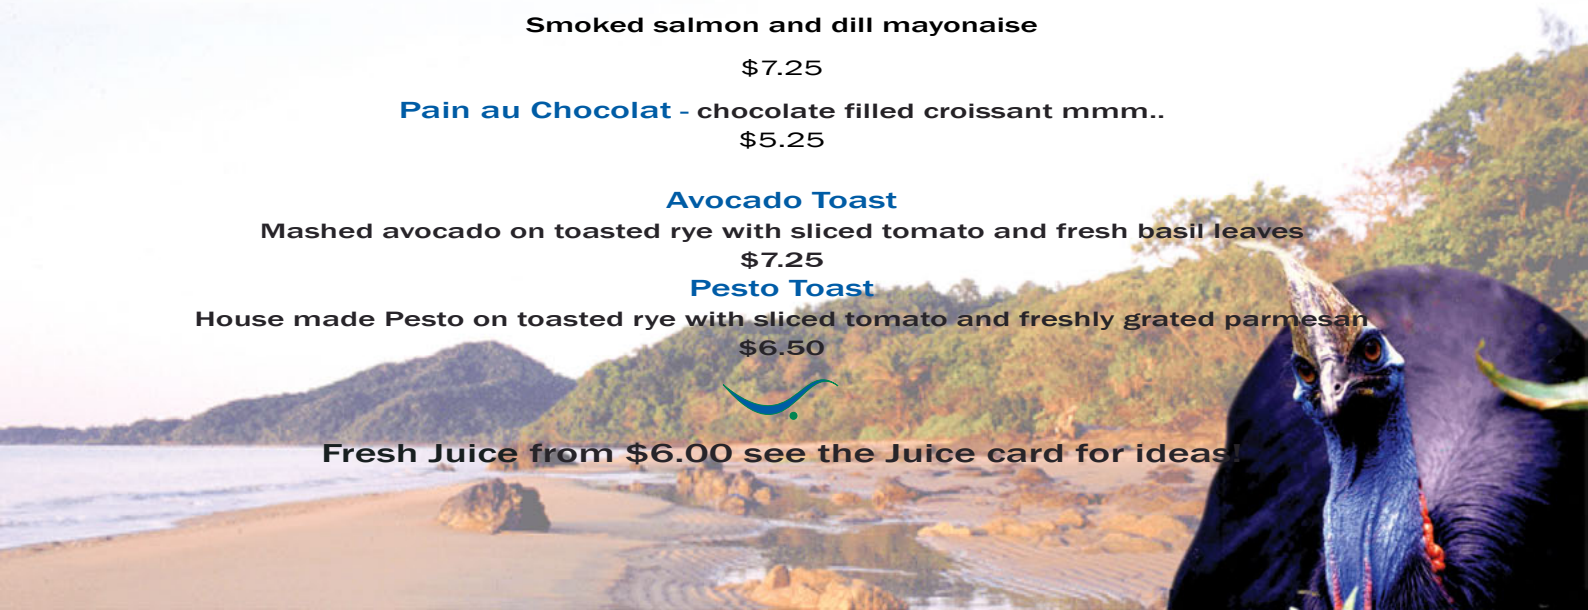 Smoked salmon and dill mayonaise
$7.25
Pain au Chocolat - chocolate filled croissant mmm..
$5.25
Avocado Toast
Mashed avocado on toasted rye with sliced tomato and fresh basil leaves
$7.25
Pesto Toast
House made Pesto on toasted rye with sliced tomato and freshly grated parmesan
$6.50
Fresh Juice from $6.00 see the Juice card for ideas!